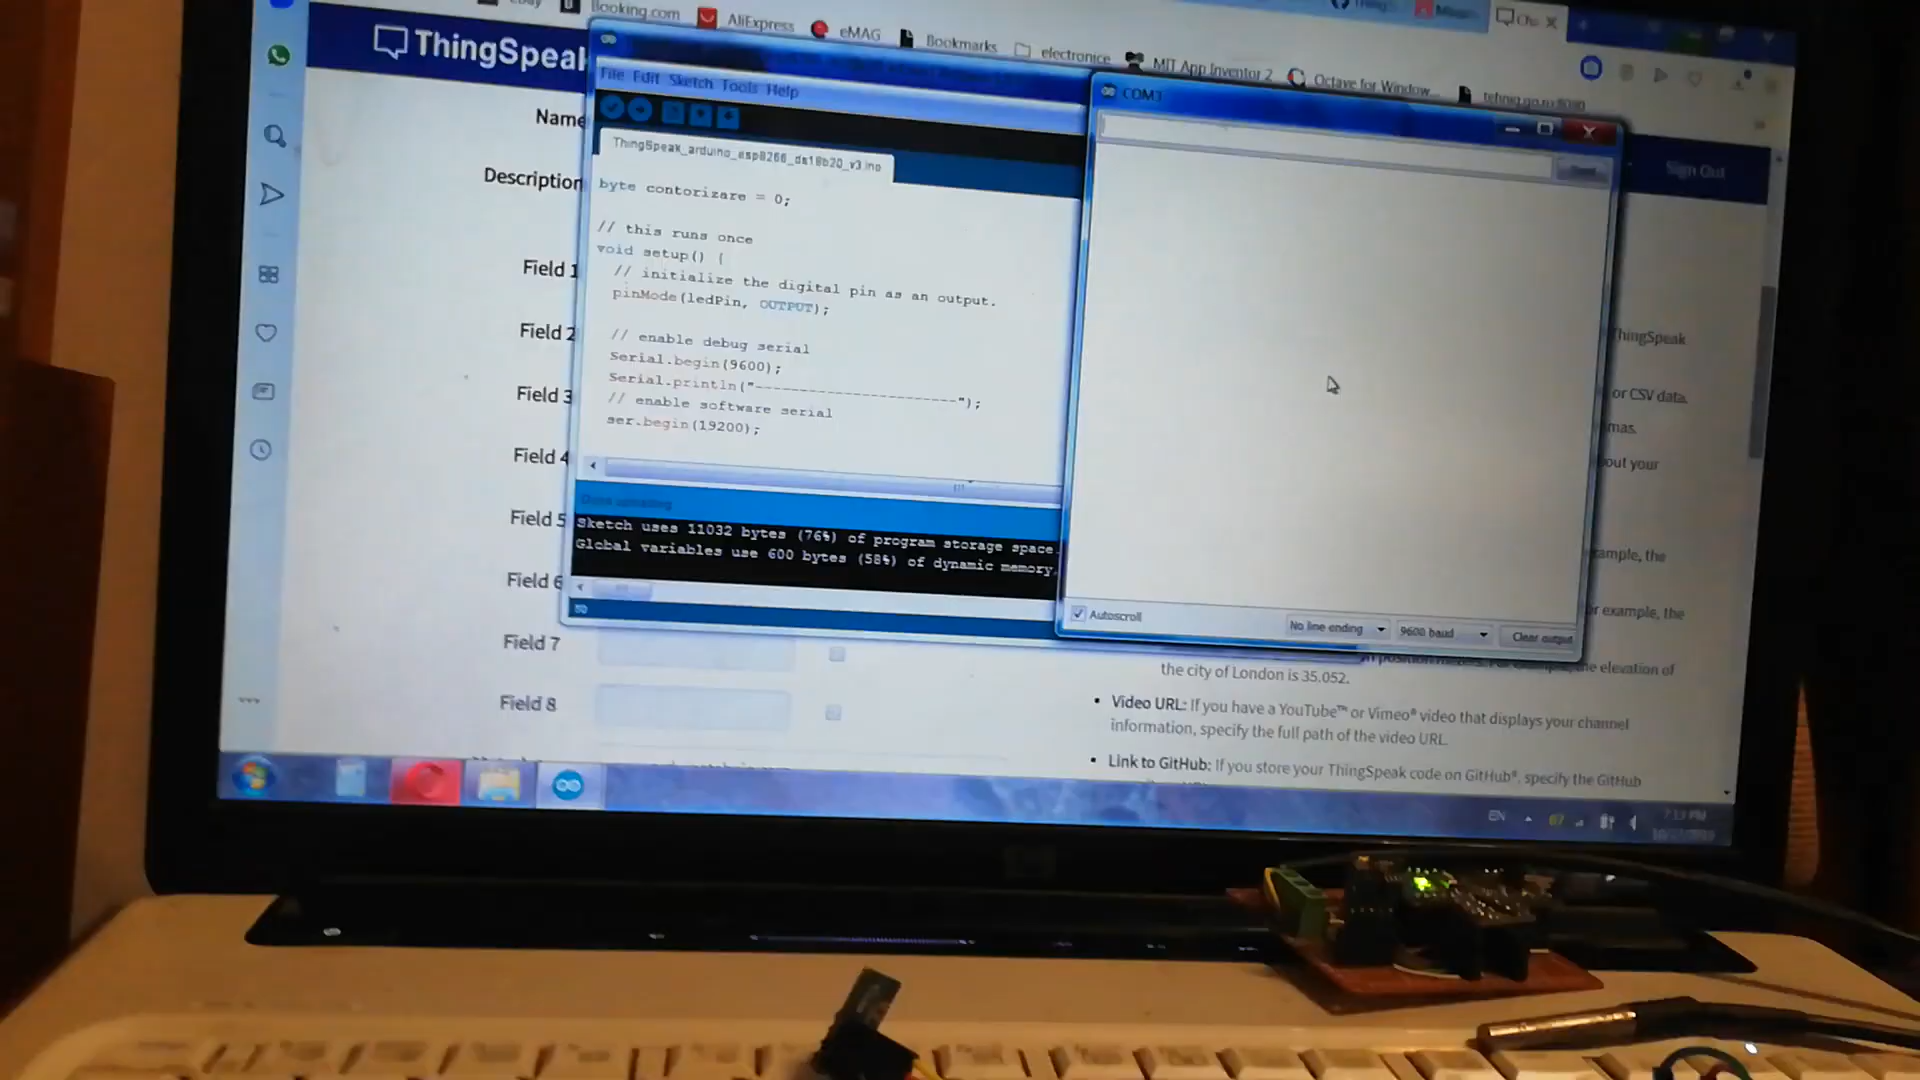 Booking.com
AliExpress
eMAG
Bookmarks
electronice
MIT App Inventor 2
Octave for Window...
ThingSpeak
Sign Out
Name
Description
Field 1
Field 2
Field 3
Field 4
Field 5
Field 6
Field 7
Field 8
File Edit Sketch Tools Help
ThingSpeak_arduino_esp8266_ds18b20_v3.ino
byte contorizare = 0;
// this runs once
void setup() {
// initialize the digital pin as an output.
pinMode(ledPin, OUTPUT);
// enable debug serial
Serial.begin(9600);
Serial.println("--------------------------");
// enable software serial
ser.begin(19200);
Done uploading
Sketch uses 11032 bytes (76%) of program storage space.
Global variables use 600 bytes (58%) of dynamic memory,
50
COM3
Autoscroll
No line ending
9600 baud
Clear output
ThingSpeak
or CSV data.
example, the
the elevation of
the city of London is 35.052.
• Video URL: If you have a YouTube™ or Vimeo® video that displays your channel
information, specify the full path of the video URL.
• Link to GitHub: If you store your ThingSpeak code on GitHub®, specify the GitHub
EN
7:13 PM